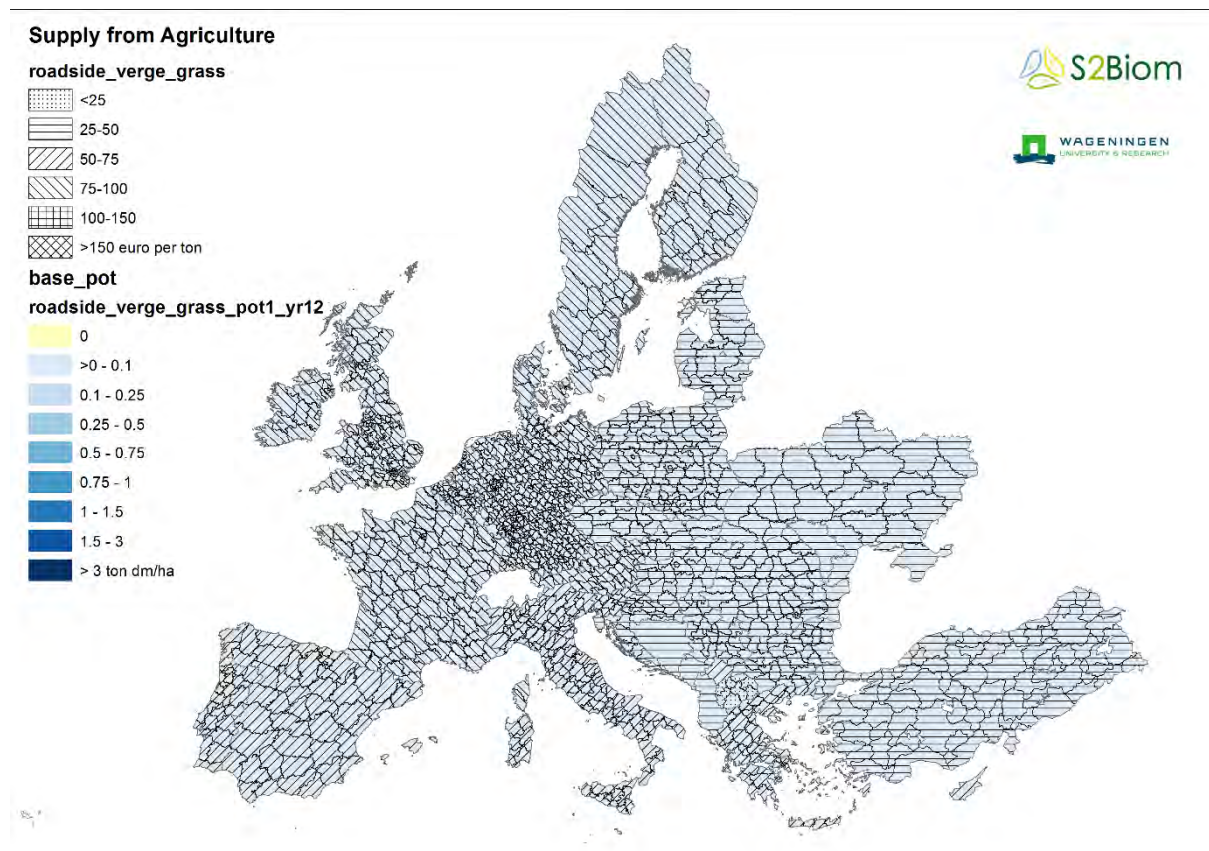 Supply from Agriculture
roadside_verge_grass
<25
25-50
50-75
75-100
100-150
>150 euro per ton
base_pot
roadside_verge_grass_pot1_yr12
0
>0 - 0.1
0.1 - 0.25
0.25 - 0.5
0.5 - 0.75
0.75 - 1
1 - 1.5
1.5 - 3
> 3 ton dm/ha
S2Biom
WAGENINGEN
UNIVERSITY & RESEARCH